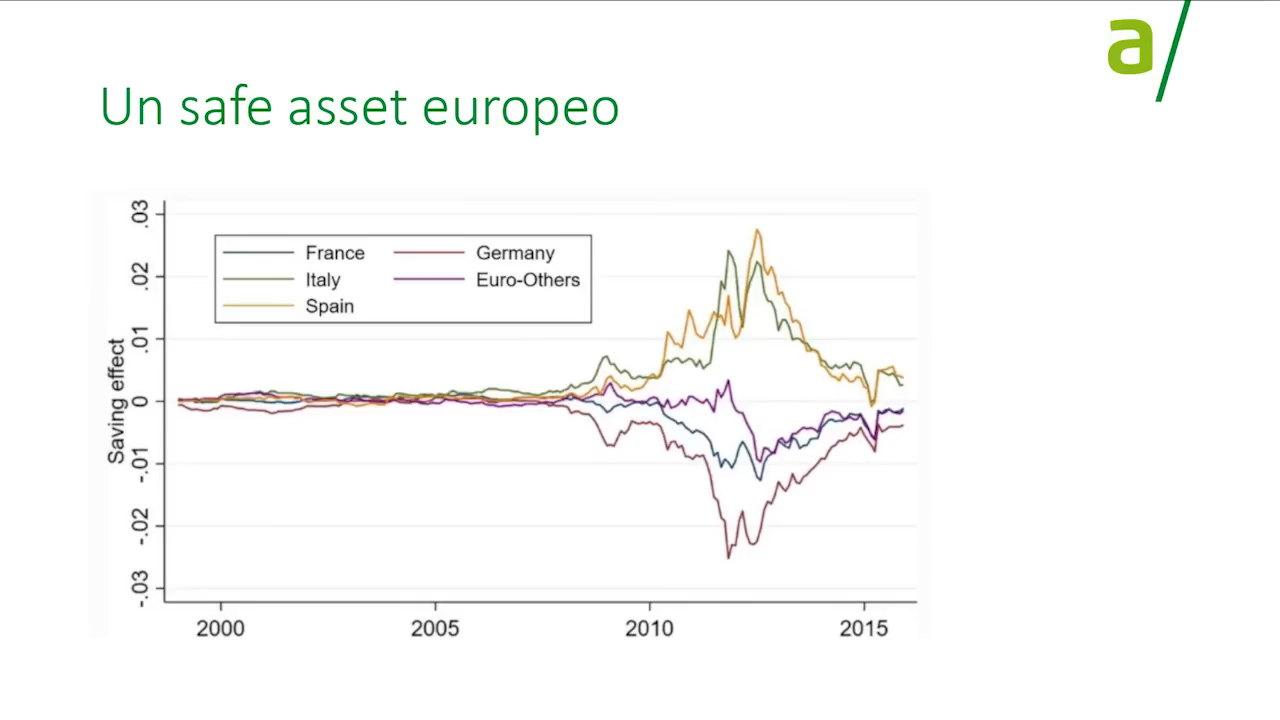 a/
Un safe asset europeo
.03
.02
.01
0
-.01
-.02
-.03
Saving effect
France
Germany
Italy
Euro-Others
Spain
2000
2005
2010
2015